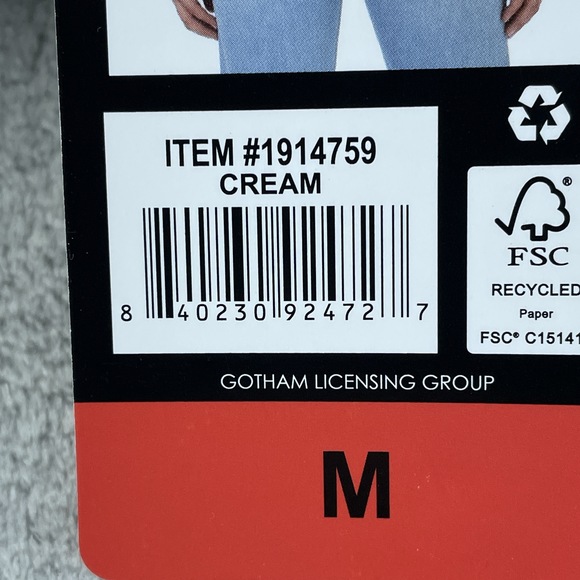 ITEM #1914759
CREAM
8 40230 92472 7
®
FSC
RECYCLED
Paper
FSC® C15141
GOTHAM LICENSING GROUP
M